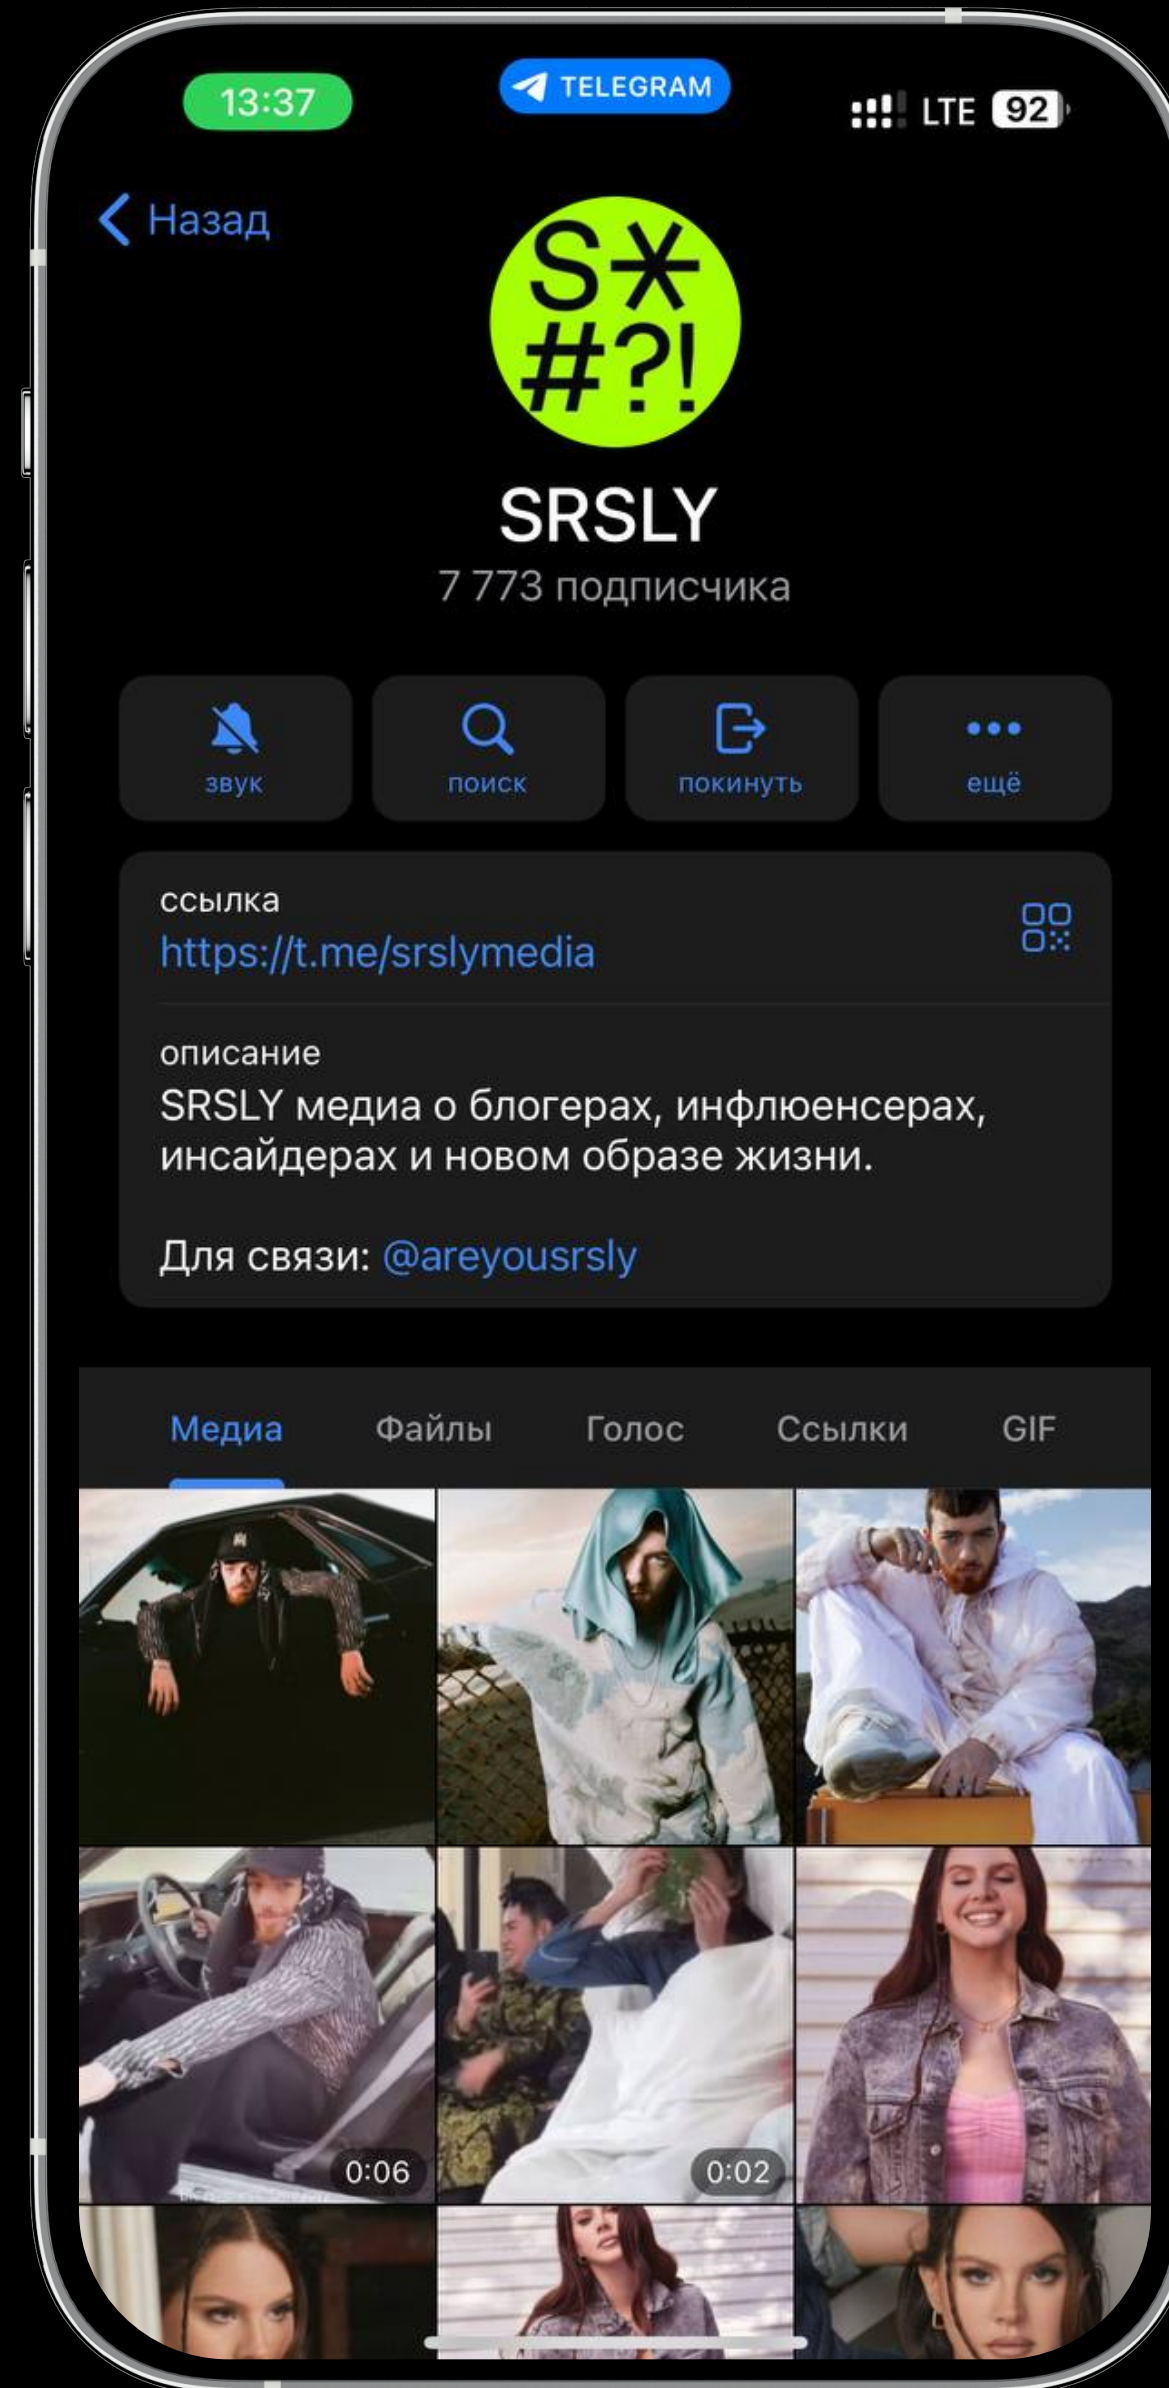 13:37
TELEGRAM
LTE 92
Назад
S*
#?!
SRSLY
7 773 подписчика
звук
поиск
покинуть
ещё
ссылка
https://t.me/srslymedia
описание
SRSLY медиа о блогерах, инфлюенсерах,
инсайдерах и новом образе жизни.
Для связи: @areyousrsly
Медиа
Файлы
Голос
Ссылки
GIF
0:06
0:02